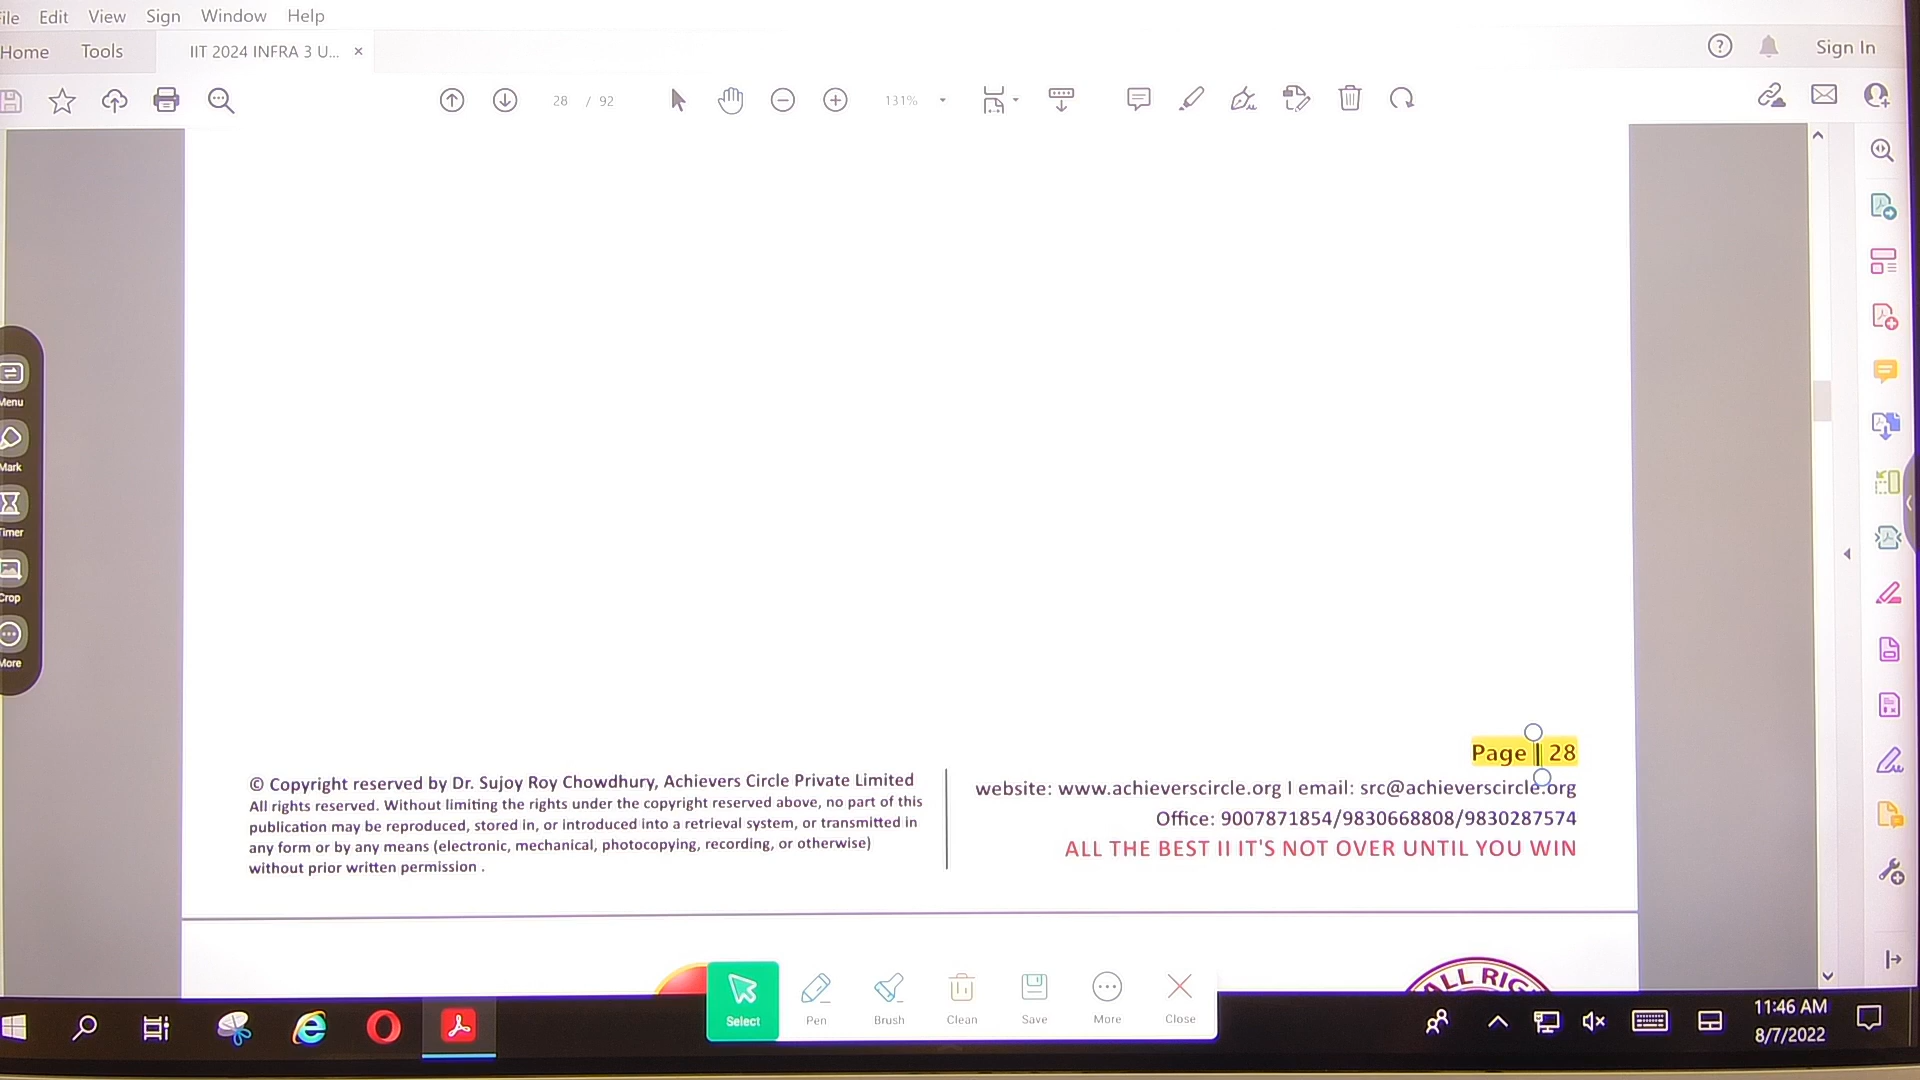 File Edit View Sign Window Help
Home Tools IIT 2024 INFRA 3 U... × Sign In
28 / 92 131%
Menu
Mark
Timer
Crop
More
Page | 28
© Copyright reserved by Dr. Sujoy Roy Chowdhury, Achievers Circle Private Limited
All rights reserved. Without limiting the rights under the copyright reserved above, no part of this
publication may be reproduced, stored in, or introduced into a retrieval system, or transmitted in
any form or by any means (electronic, mechanical, photocopying, recording, or otherwise)
without prior written permission .
website: www.achieverscircle.org I email: src@achieverscircle.org
Office: 9007871854/9830668808/9830287574
ALL THE BEST II IT'S NOT OVER UNTIL YOU WIN
ALL RIG
Select Pen Brush Clean Save More Close
11:46 AM
8/7/2022